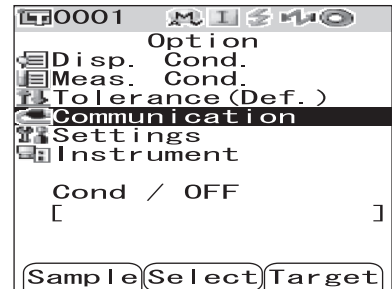 0001 M I
Option
Disp. Cond.
Meas. Cond.
Tolerance(Def.)
Communication
Settings
Instrument
Cond / OFF
[ ]
Sample Select Target